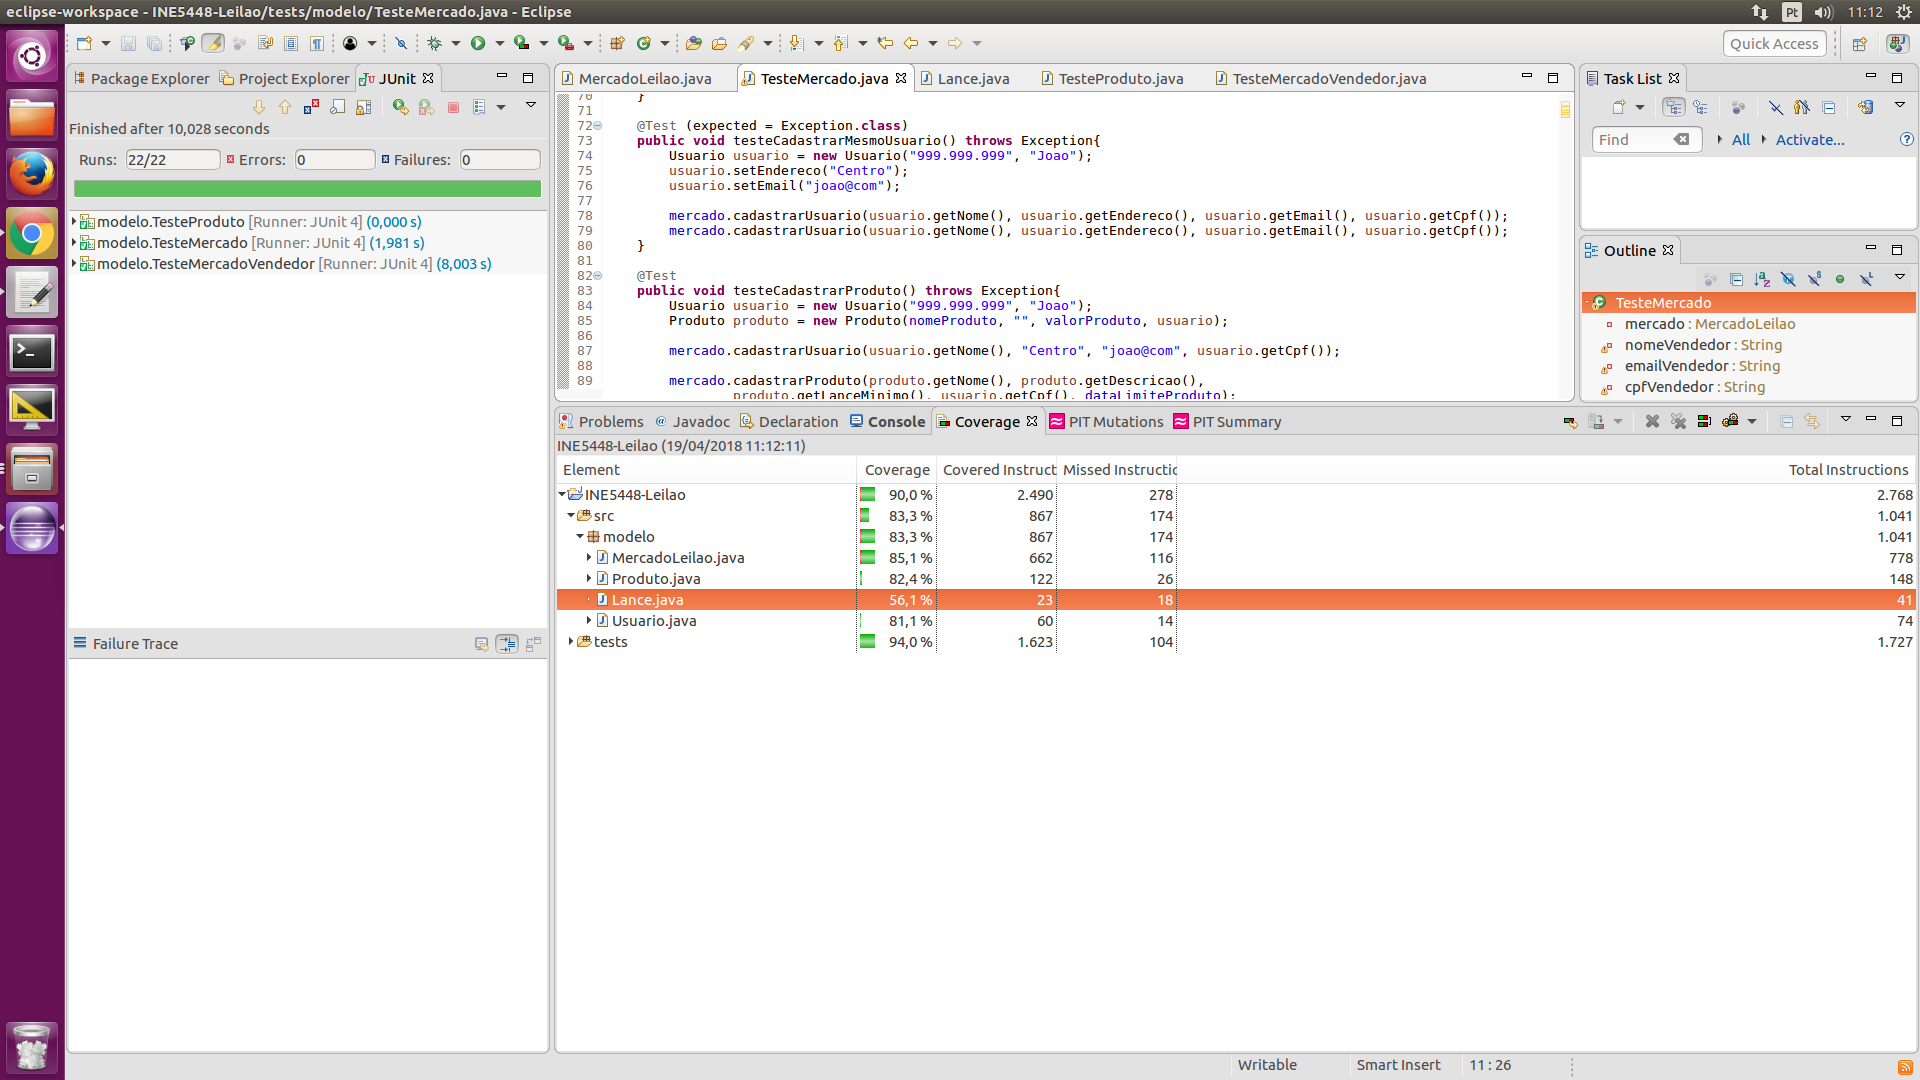 eclipse-workspace - INE5448-Leilao/tests/modelo/TesteMercado.java - Eclipse
Pt
11:12
Quick Access
Package Explorer
Project Explorer
JUnit
Finished after 10,028 seconds
Runs: 22/22
Errors: 0
Failures: 0
modelo.TesteProduto [Runner: JUnit 4] (0,000 s)
modelo.TesteMercado [Runner: JUnit 4] (1,981 s)
modelo.TesteMercadoVendedor [Runner: JUnit 4] (8,003 s)
Failure Trace
MercadoLeilao.java
TesteMercado.java
Lance.java
TesteProduto.java
TesteMercadoVendedor.java
70 }
71
72 @Test (expected = Exception.class)
73 public void testeCadastrarMesmoUsuario() throws Exception{
74 Usuario usuario = new Usuario("999.999.999", "Joao");
75 usuario.setEndereco("Centro");
76 usuario.setEmail("joao@com");
77
78 mercado.cadastrarUsuario(usuario.getNome(), usuario.getEndereco(), usuario.getEmail(), usuario.getCpf());
79 mercado.cadastrarUsuario(usuario.getNome(), usuario.getEndereco(), usuario.getEmail(), usuario.getCpf());
80 }
81
82 @Test
83 public void testeCadastrarProduto() throws Exception{
84 Usuario usuario = new Usuario("999.999.999", "Joao");
85 Produto produto = new Produto(nomeProduto, "", valorProduto, usuario);
86
87 mercado.cadastrarUsuario(usuario.getNome(), "Centro", "joao@com", usuario.getCpf());
88
89 mercado.cadastrarProduto(produto.getNome(), produto.getDescricao(),
produto.getLanceMinimo(), usuario.getCpf(), dataLimiteProduto);
Task List
Find
All
Activate...
Outline
TesteMercado
mercado : MercadoLeilao
nomeVendedor : String
emailVendedor : String
cpfVendedor : String
Problems
Javadoc
Declaration
Console
Coverage
PIT Mutations
PIT Summary
INE5448-Leilao (19/04/2018 11:12:11)
Element Coverage Covered Instruct Missed Instructic Total Instructions
INE5448-Leilao 90,0 % 2.490 278 2.768
src 83,3 % 867 174 1.041
modelo 83,3 % 867 174 1.041
MercadoLeilao.java 85,1 % 662 116 778
Produto.java 82,4 % 122 26 148
Lance.java 56,1 % 23 18 41
Usuario.java 81,1 % 60 14 74
tests 94,0 % 1.623 104 1.727
Writable
Smart Insert
11 : 26